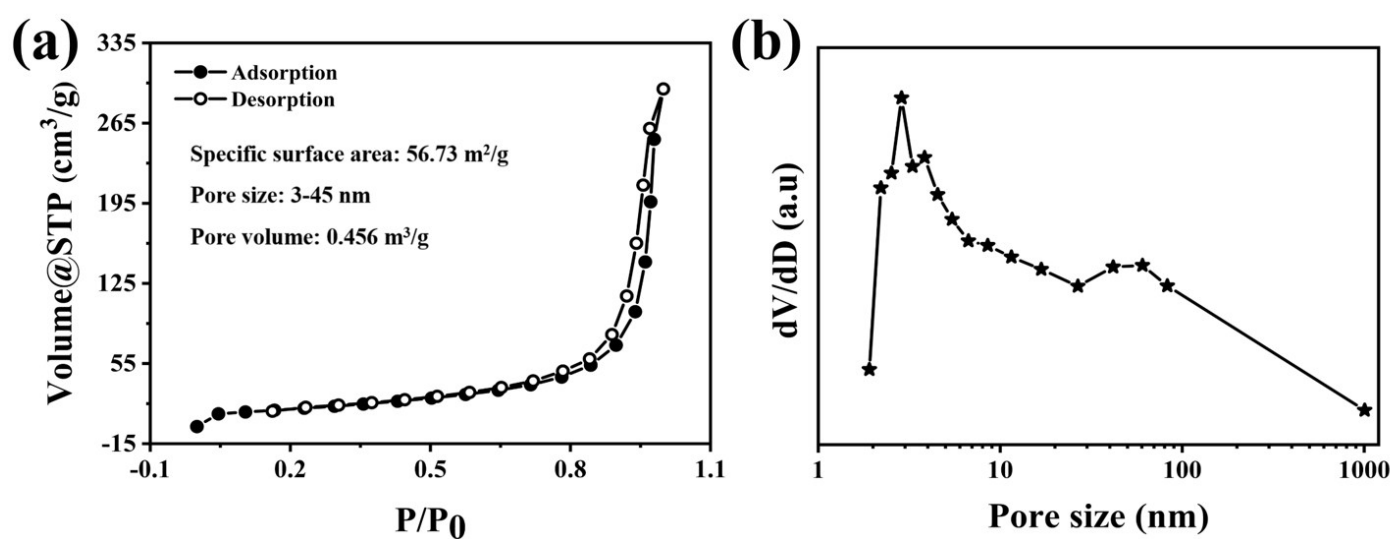 (a)
Volume@STP (cm³/g)
335
265
195
125
55
-15
Adsorption
Desorption
Specific surface area: 56.73 m²/g
Pore size: 3-45 nm
Pore volume: 0.456 m³/g
-0.1 0.2 0.5 0.8 1.1
P/P₀
(b)
dV/dD (a.u)
1 10 100 1000
Pore size (nm)